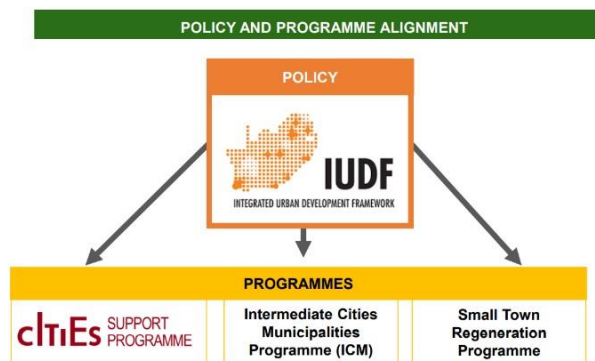 POLICY AND PROGRAMME ALIGNMENT
POLICY
IUDF
INTEGRATED URBAN DEVELOPMENT FRAMEWORK
PROGRAMMES
cITIEs SUPPORT PROGRAMME
Intermediate Cities
Municipalities
Programme (ICM)
Small Town
Regeneration
Programme